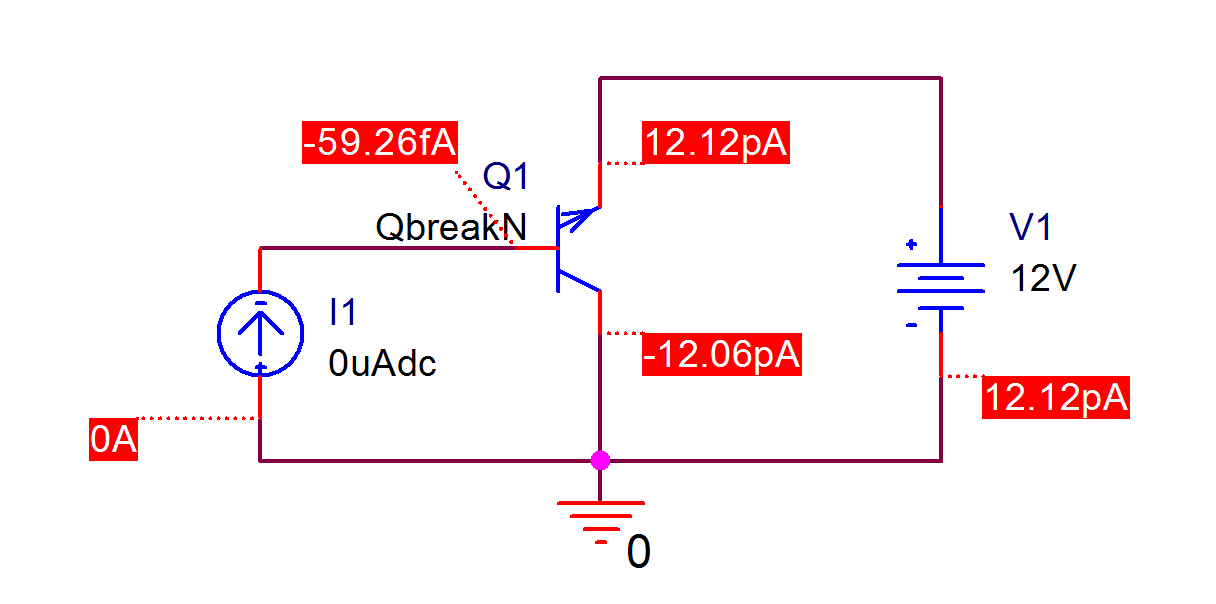 -59.26fA
12.12pA
Q1
QbreakN
V1
12V
I1
0uAdc
-12.06pA
12.12pA
0A
0